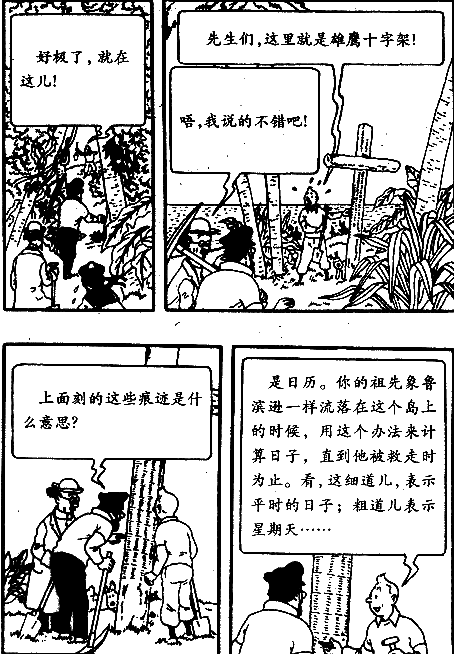 好极了，就在
这儿！
先生们，这里就是雄鹰十字架！
唔，我说的不错吧！
上面刻的这些痕迹是什
么意思？
是日历。你的祖先象鲁
滨逊一样流落在这个岛上
的时候，用这个办法来计
算日子，直到他被救走时
为止。看，这细道儿，表示
平时的日子；粗道儿表示
星期天……